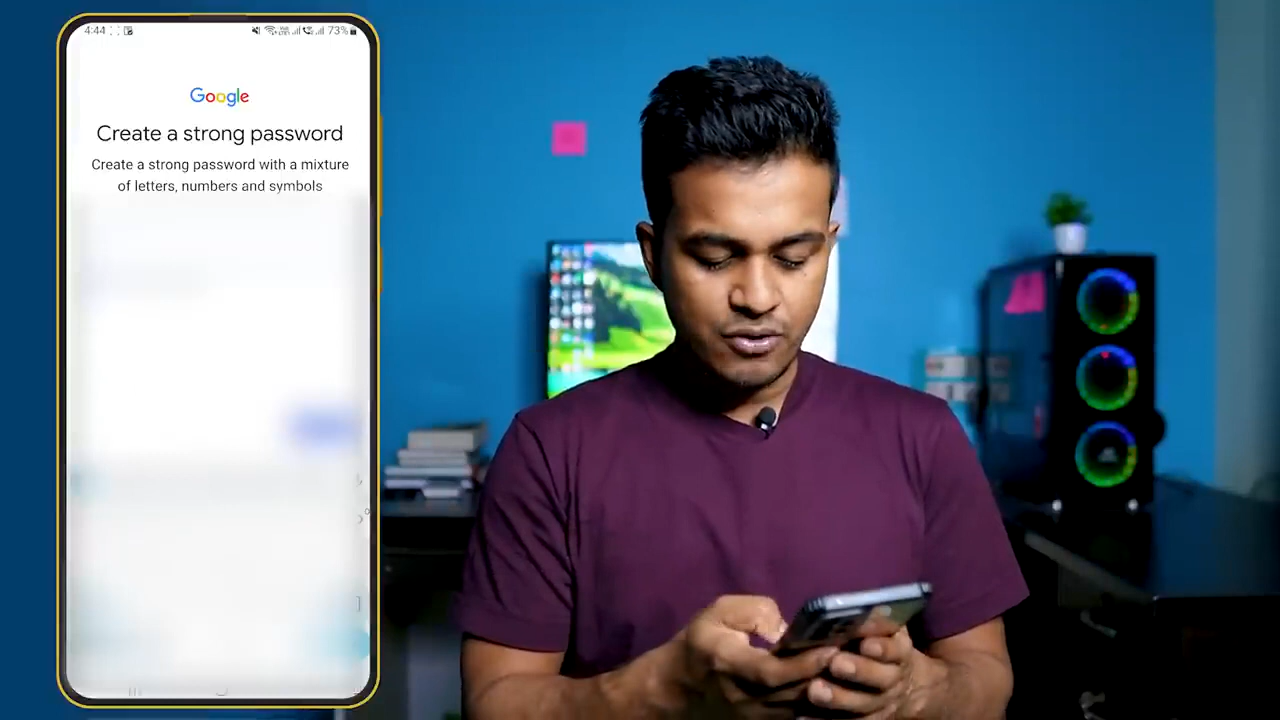 4:44
73%
Google
Create a strong password
Create a strong password with a mixture
of letters, numbers and symbols